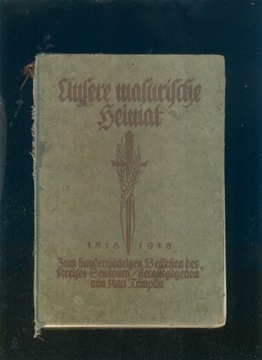 Unsere masurische
Heimat
1818 1918
Zum hundertjährigen Bestehen des
Kreises Sensburg / herausgegeben
von Karl Templin